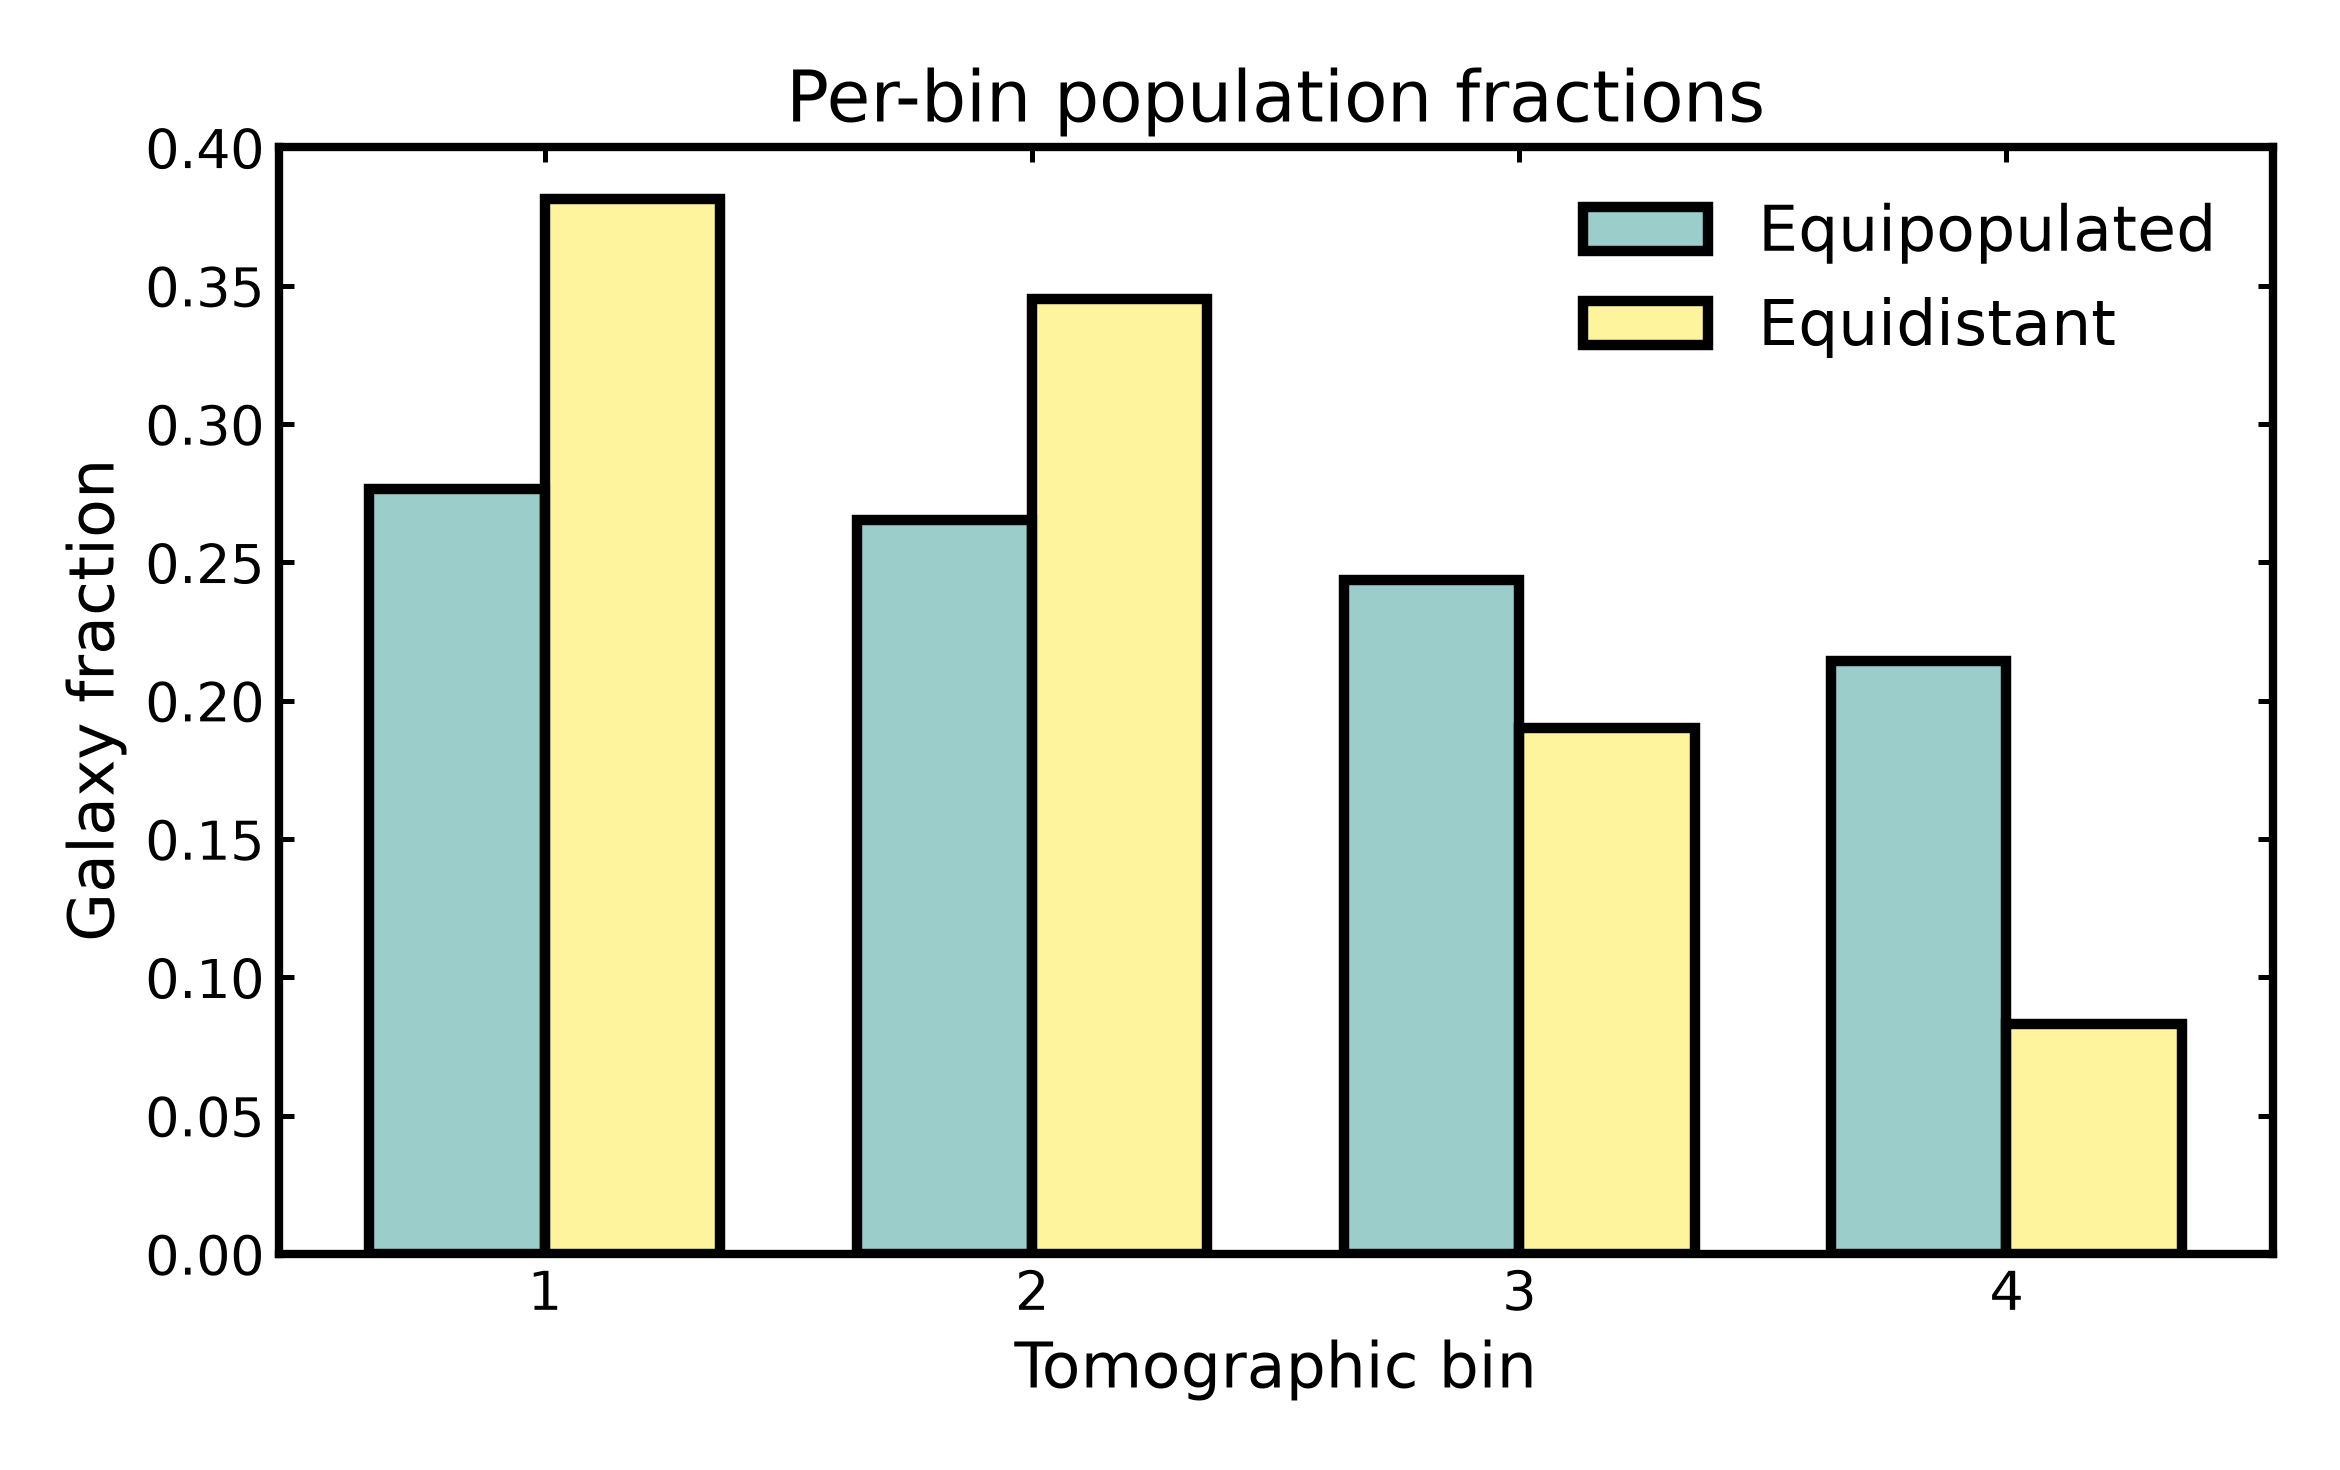 Per-bin population fractions
0.40
0.35
0.30
0.25
0.20
0.15
0.10
0.05
0.00
Galaxy fraction
Equipopulated
Equidistant
1 2 3 4
Tomographic bin